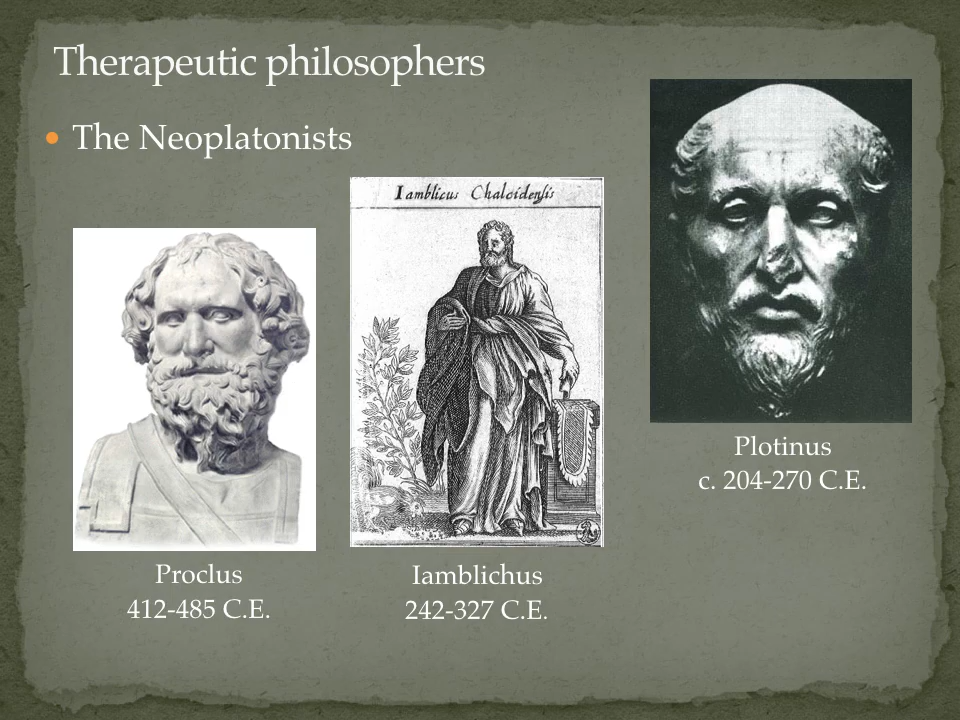 Therapeutic philosophers
The Neoplatonists
Iamblicus Chalcidensis
Plotinus
c. 204-270 C.E.
Proclus
412-485 C.E.
Iamblichus
242-327 C.E.